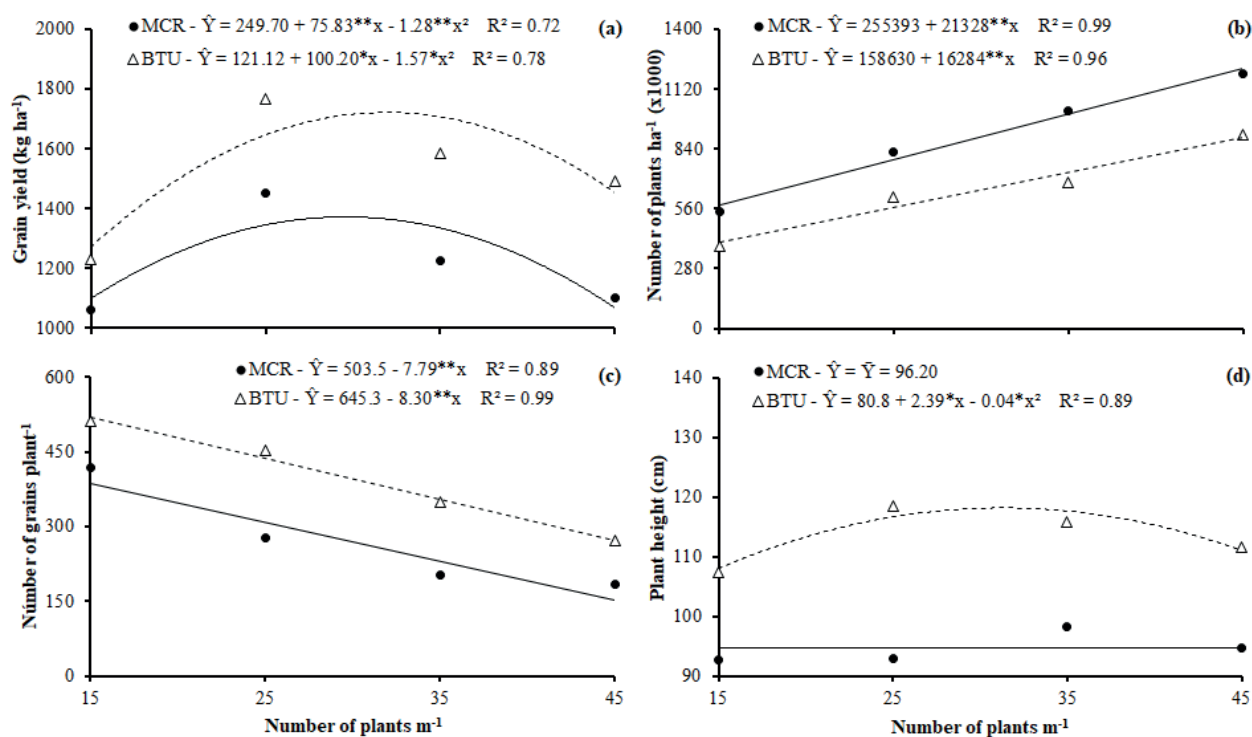 ● MCR - Ŷ = 249.70 + 75.83**x - 1.28**x² R² = 0.72
△ BTU - Ŷ = 121.12 + 100.20*x - 1.57*x² R² = 0.78
(a)
Grain yield (kg ha⁻¹)
2000
1800
1600
1400
1200
1000
● MCR - Ŷ = 255393 + 21328**x R² = 0.99
△ BTU - Ŷ = 158630 + 16284**x R² = 0.96
(b)
Number of plants ha⁻¹ (x1000)
1400
1120
840
560
280
0
● MCR - Ŷ = 503.5 - 7.79**x R² = 0.89
△ BTU - Ŷ = 645.3 - 8.30**x R² = 0.99
(c)
Número of grains plant⁻¹
600
450
300
150
0
15 25 35 45
Number of plants m⁻¹
● MCR - Ŷ = Ȳ = 96.20
△ BTU - Ŷ = 80.8 + 2.39*x - 0.04*x² R² = 0.89
(d)
Plant height (cm)
140
130
120
110
100
90
15 25 35 45
Number of plants m⁻¹